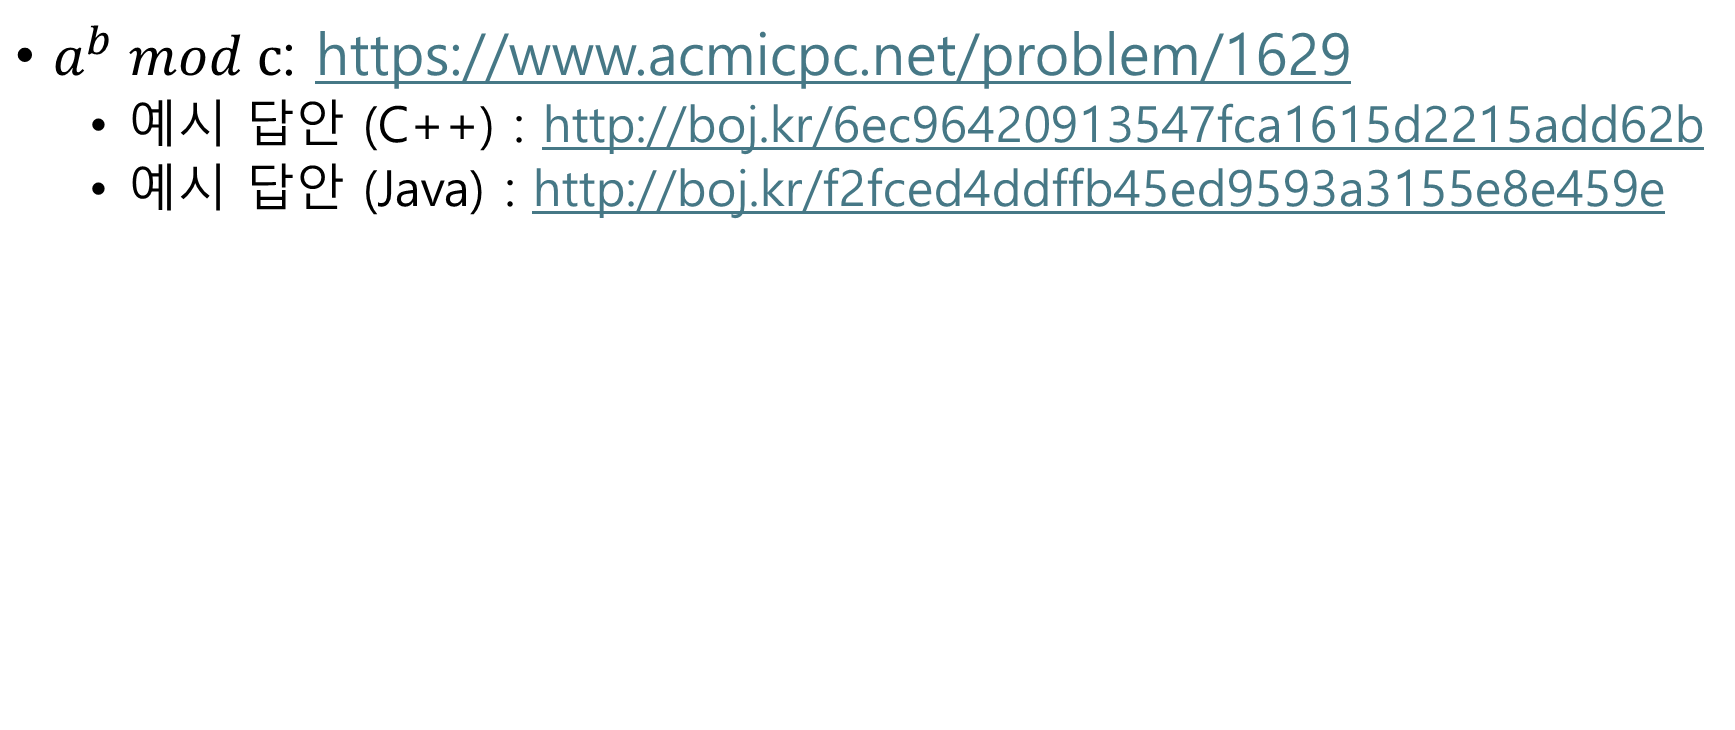 • a^b mod c: https://www.acmicpc.net/problem/1629
• 예시 답안 (C++) : http://boj.kr/6ec96420913547fca1615d2215add62b
• 예시 답안 (Java) : http://boj.kr/f2fced4ddffb45ed9593a3155e8e459e